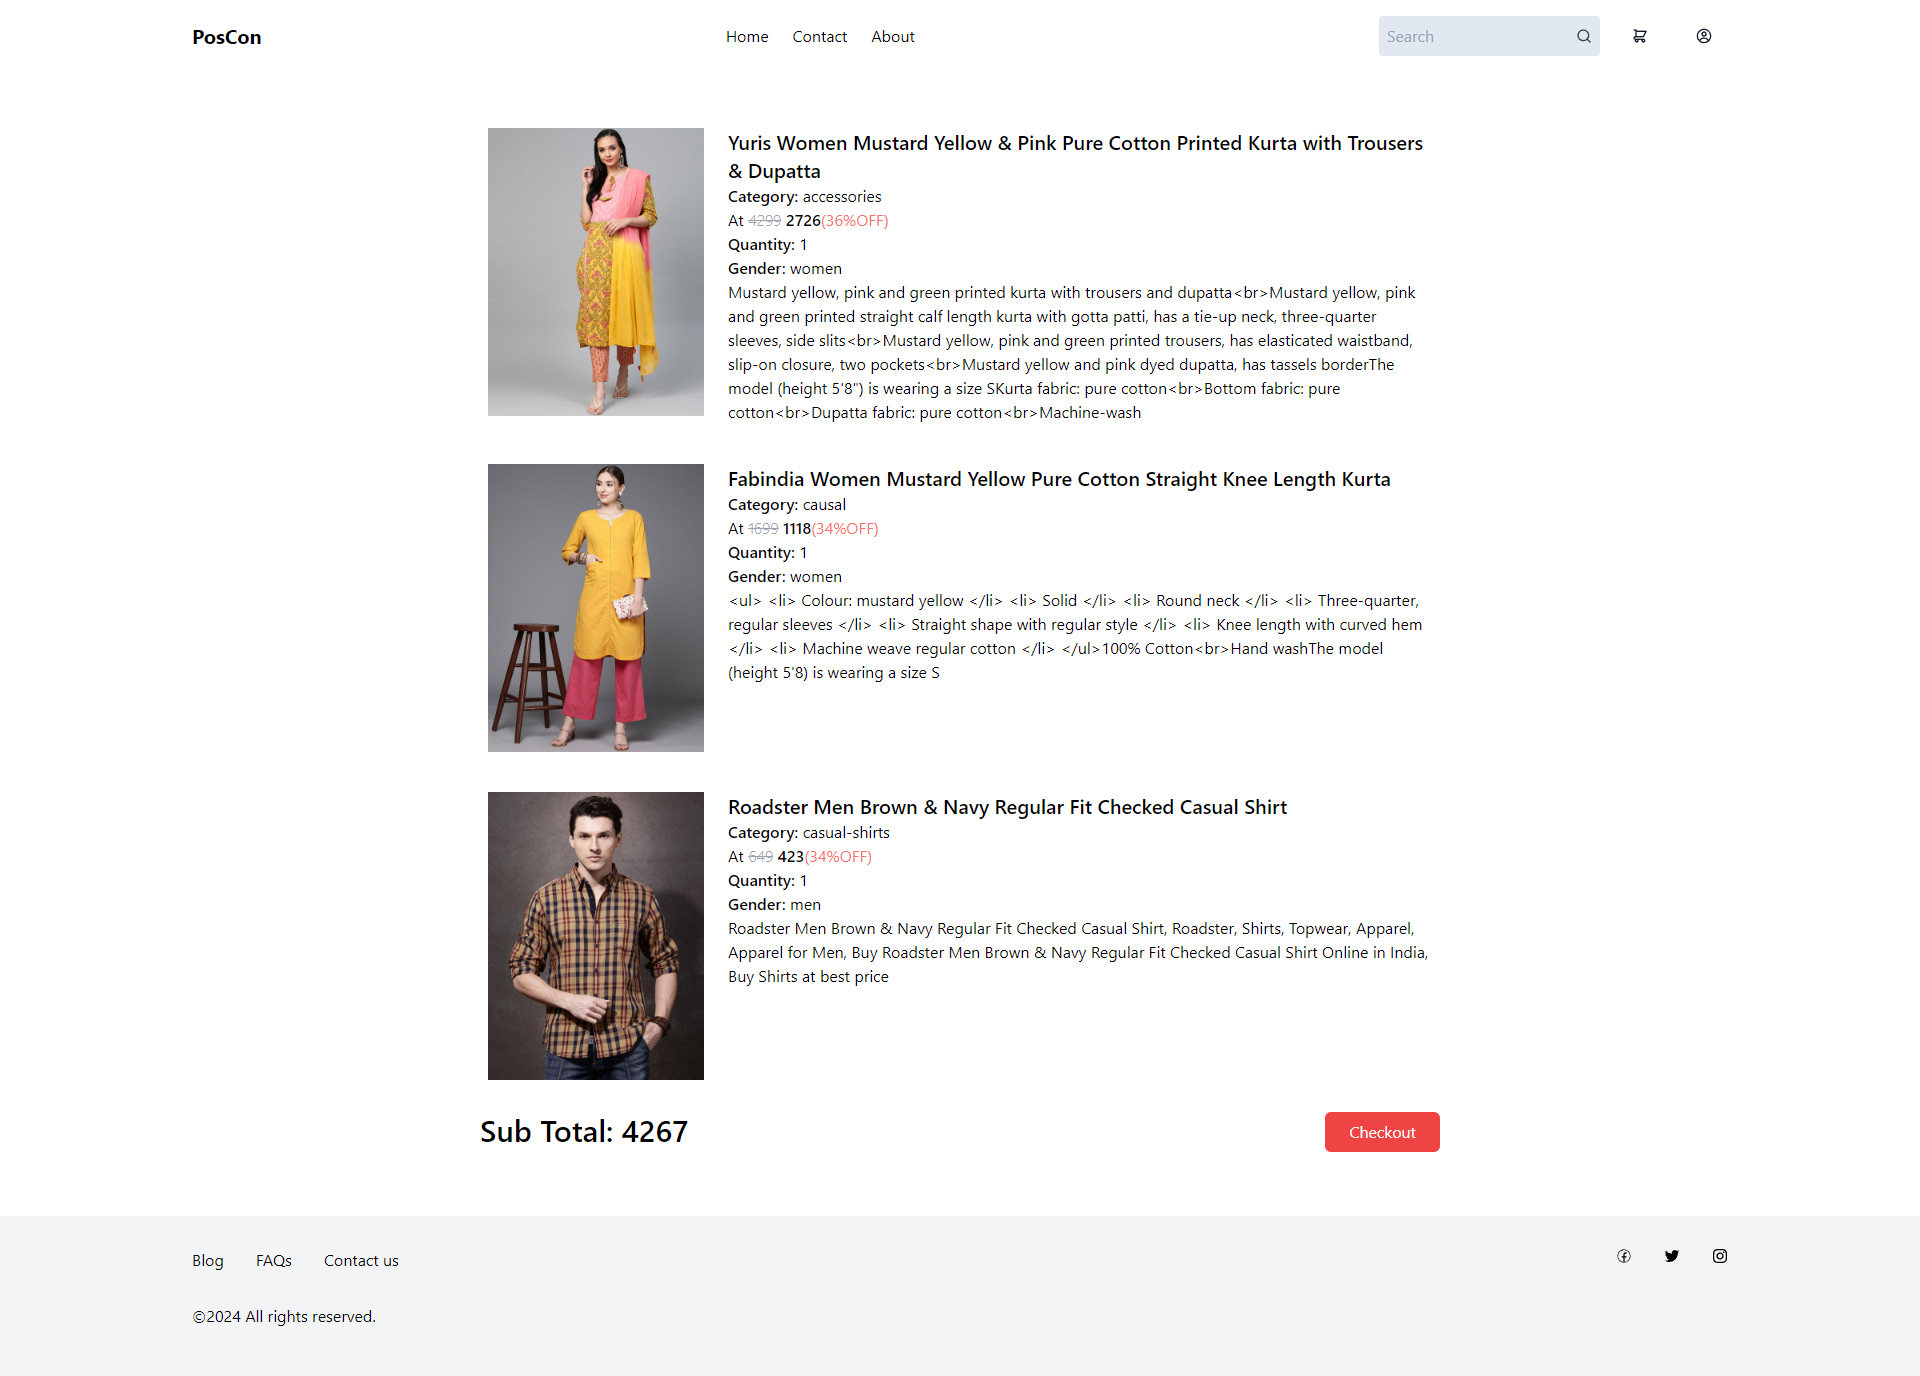 PosCon
Home Contact About
Search
Yuris Women Mustard Yellow & Pink Pure Cotton Printed Kurta with Trousers
& Dupatta
Category: accessories
At 4299 2726(36%OFF)
Quantity: 1
Gender: women
Mustard yellow, pink and green printed kurta with trousers and dupatta<br>Mustard yellow, pink
and green printed straight calf length kurta with gotta patti, has a tie-up neck, three-quarter
sleeves, side slits<br>Mustard yellow, pink and green printed trousers, has elasticated waistband,
slip-on closure, two pockets<br>Mustard yellow and pink dyed dupatta, has tassels borderThe
model (height 5'8") is wearing a size SKurta fabric: pure cotton<br>Bottom fabric: pure
cotton<br>Dupatta fabric: pure cotton<br>Machine-wash
Fabindia Women Mustard Yellow Pure Cotton Straight Knee Length Kurta
Category: causal
At 1699 1118(34%OFF)
Quantity: 1
Gender: women
<ul> <li> Colour: mustard yellow </li> <li> Solid </li> <li> Round neck </li> <li> Three-quarter,
regular sleeves </li> <li> Straight shape with regular style </li> <li> Knee length with curved hem
</li> <li> Machine weave regular cotton </li> </ul>100% Cotton<br>Hand washThe model
(height 5'8) is wearing a size S
Roadster Men Brown & Navy Regular Fit Checked Casual Shirt
Category: casual-shirts
At 649 423(34%OFF)
Quantity: 1
Gender: men
Roadster Men Brown & Navy Regular Fit Checked Casual Shirt, Roadster, Shirts, Topwear, Apparel,
Apparel for Men, Buy Roadster Men Brown & Navy Regular Fit Checked Casual Shirt Online in India,
Buy Shirts at best price
Sub Total: 4267
Checkout
Blog FAQs Contact us
©2024 All rights reserved.